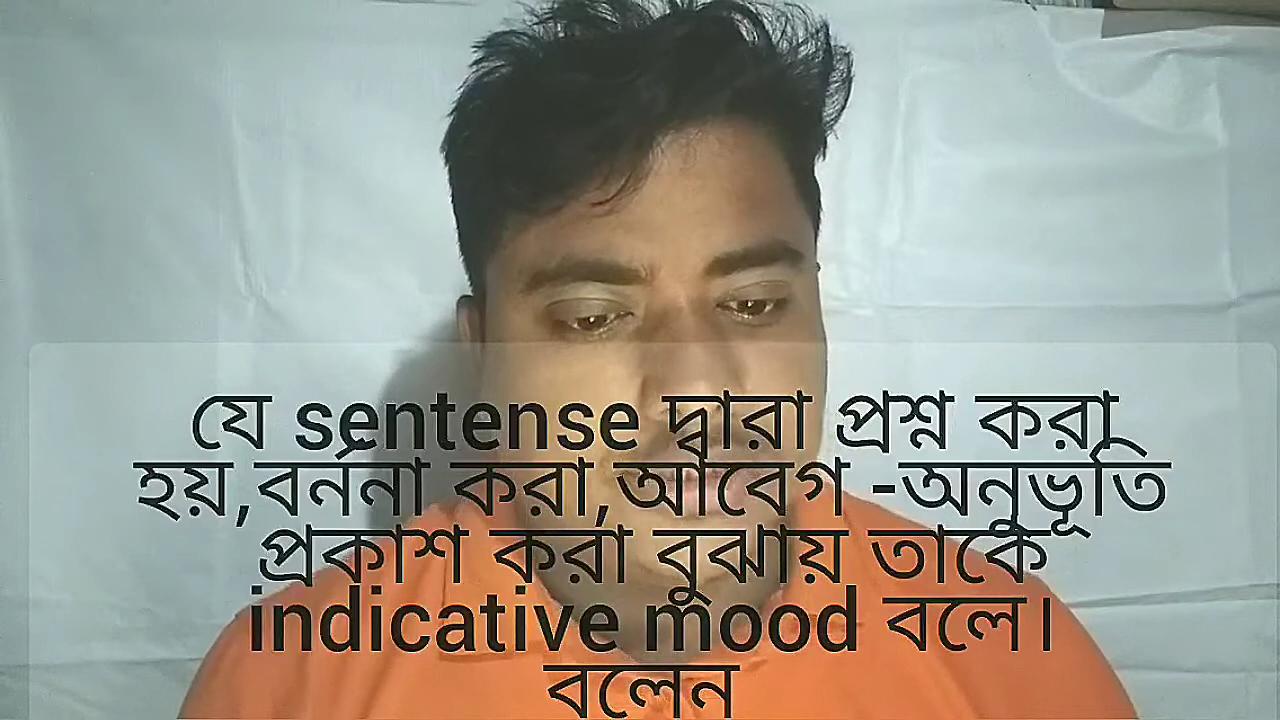 যে sentense দ্বারা প্রশ্ন করা
হয়,বর্ননা করা,আবেগ -অনুভূতি
প্রকাশ করা বুঝায় তাকে
indicative mood বলে।
বলেন